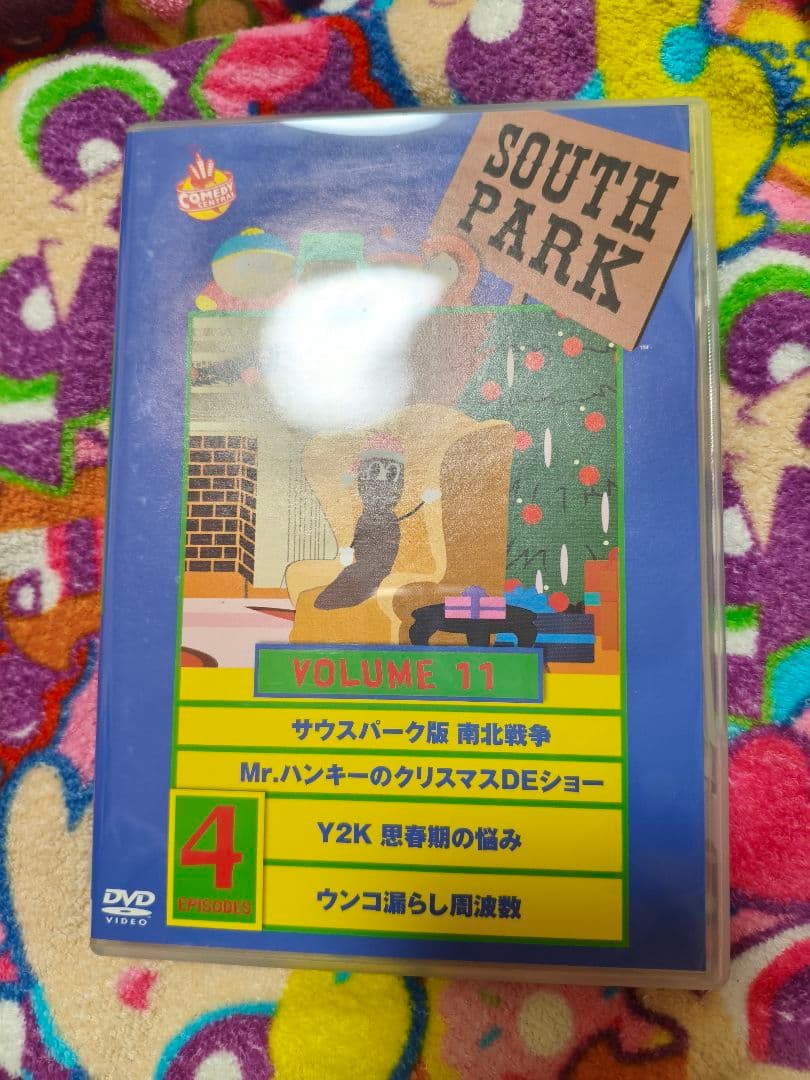 COMEDY
CENTRAL
SOUTH
PARK
TM
VOLUME 11
サウスパーク版 南北戦争
Mr.ハンキーのクリスマスDEショー
Y2K 思春期の悩み
ウンコ漏らし周波数
4
EPISODES
DVD
VIDEO